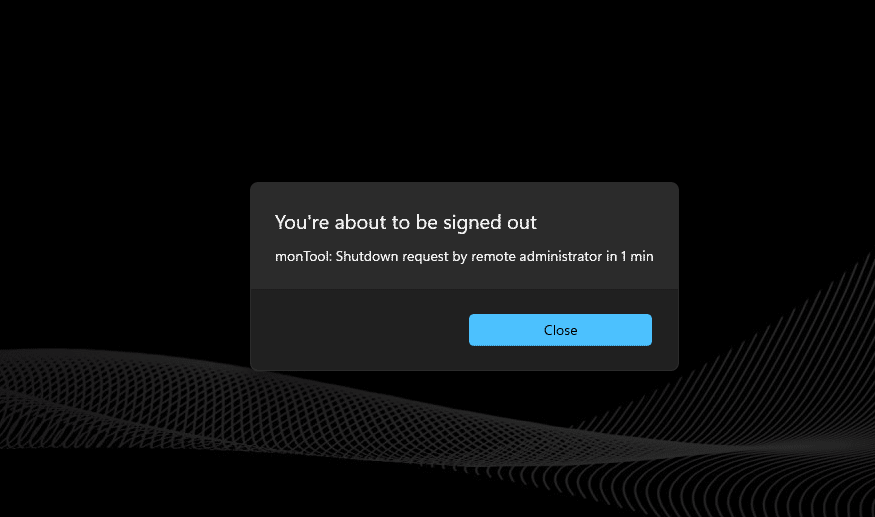 You're about to be signed out
monTool: Shutdown request by remote administrator in 1 min
Close